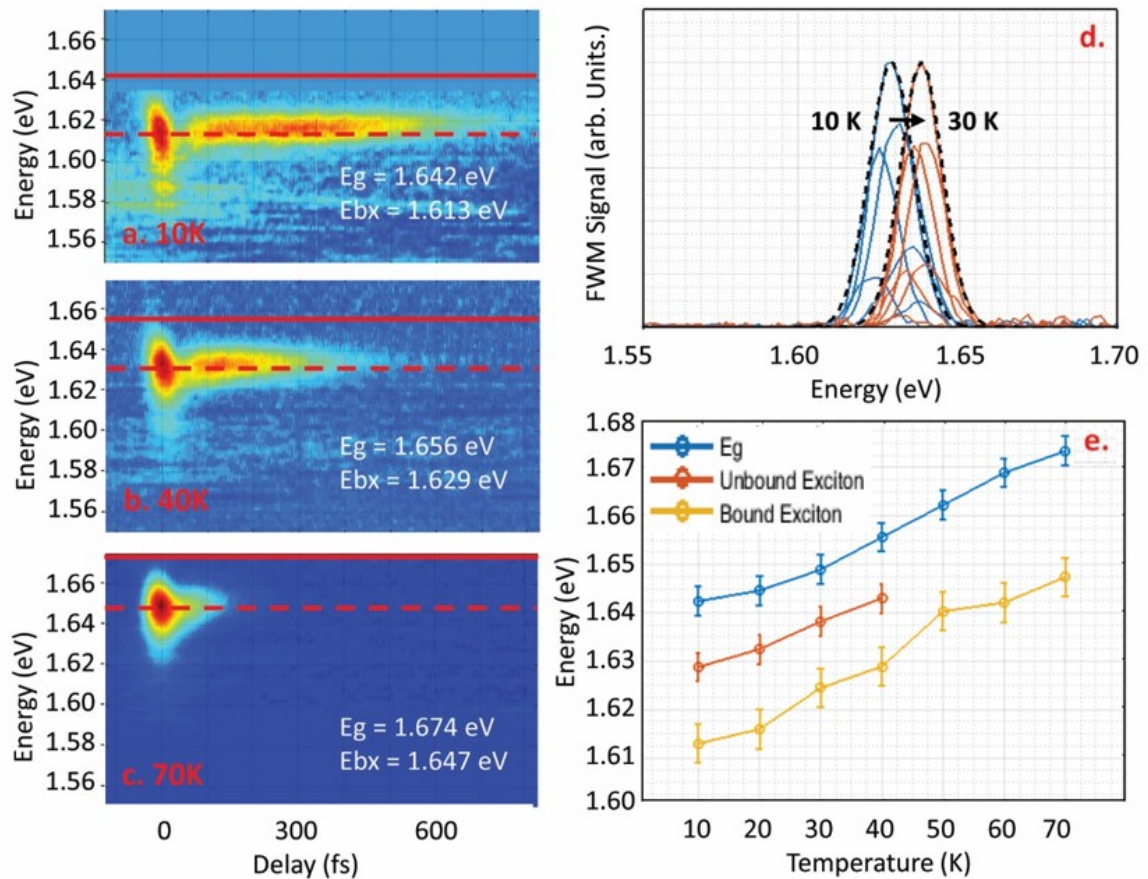 1.66
1.64
1.62
1.60
1.58
1.56
Energy (eV)
Eg = 1.642 eV
Ebx = 1.613 eV
a. 10K
1.66
1.64
1.62
1.60
1.58
1.56
Energy (eV)
Eg = 1.656 eV
Ebx = 1.629 eV
b. 40K
1.66
1.64
1.62
1.60
1.58
1.56
Energy (eV)
Eg = 1.674 eV
Ebx = 1.647 eV
c. 70K
0 300 600
Delay (fs)
d.
FWM Signal (arb. Units.)
10 K 30 K
1.55 1.60 1.65 1.70
Energy (eV)
e.
Eg
Unbound Exciton
Bound Exciton
1.68
1.67
1.66
1.65
1.64
1.63
1.62
1.61
1.60
Energy (eV)
10 20 30 40 50 60 70
Temperature (K)